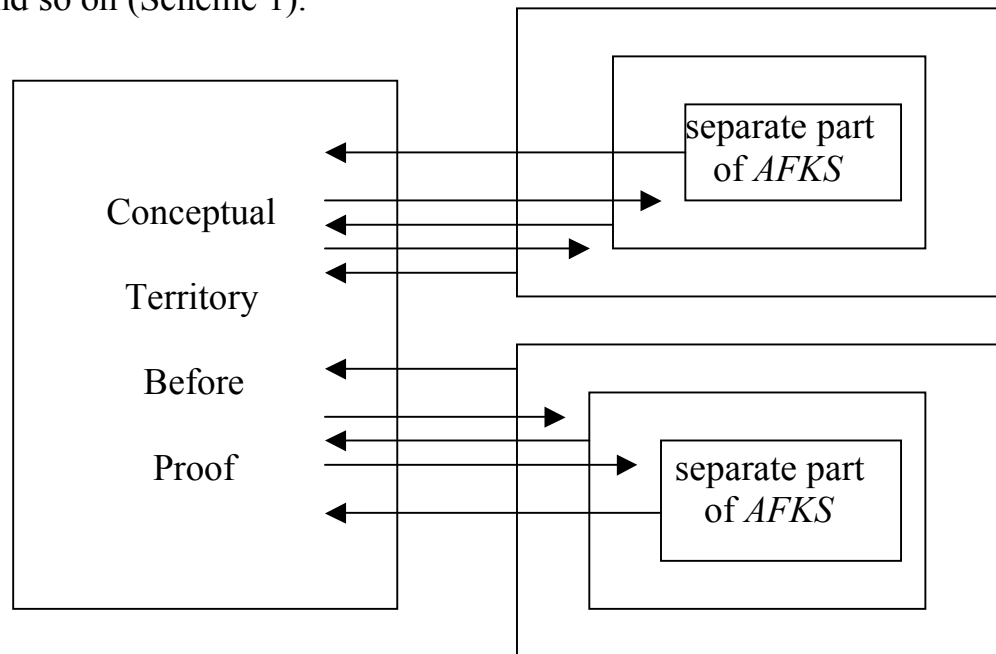 nd so on (Scheme 1).
separate part
of AFKS
Conceptual
Territory
Before
Proof
separate part
of AFKS